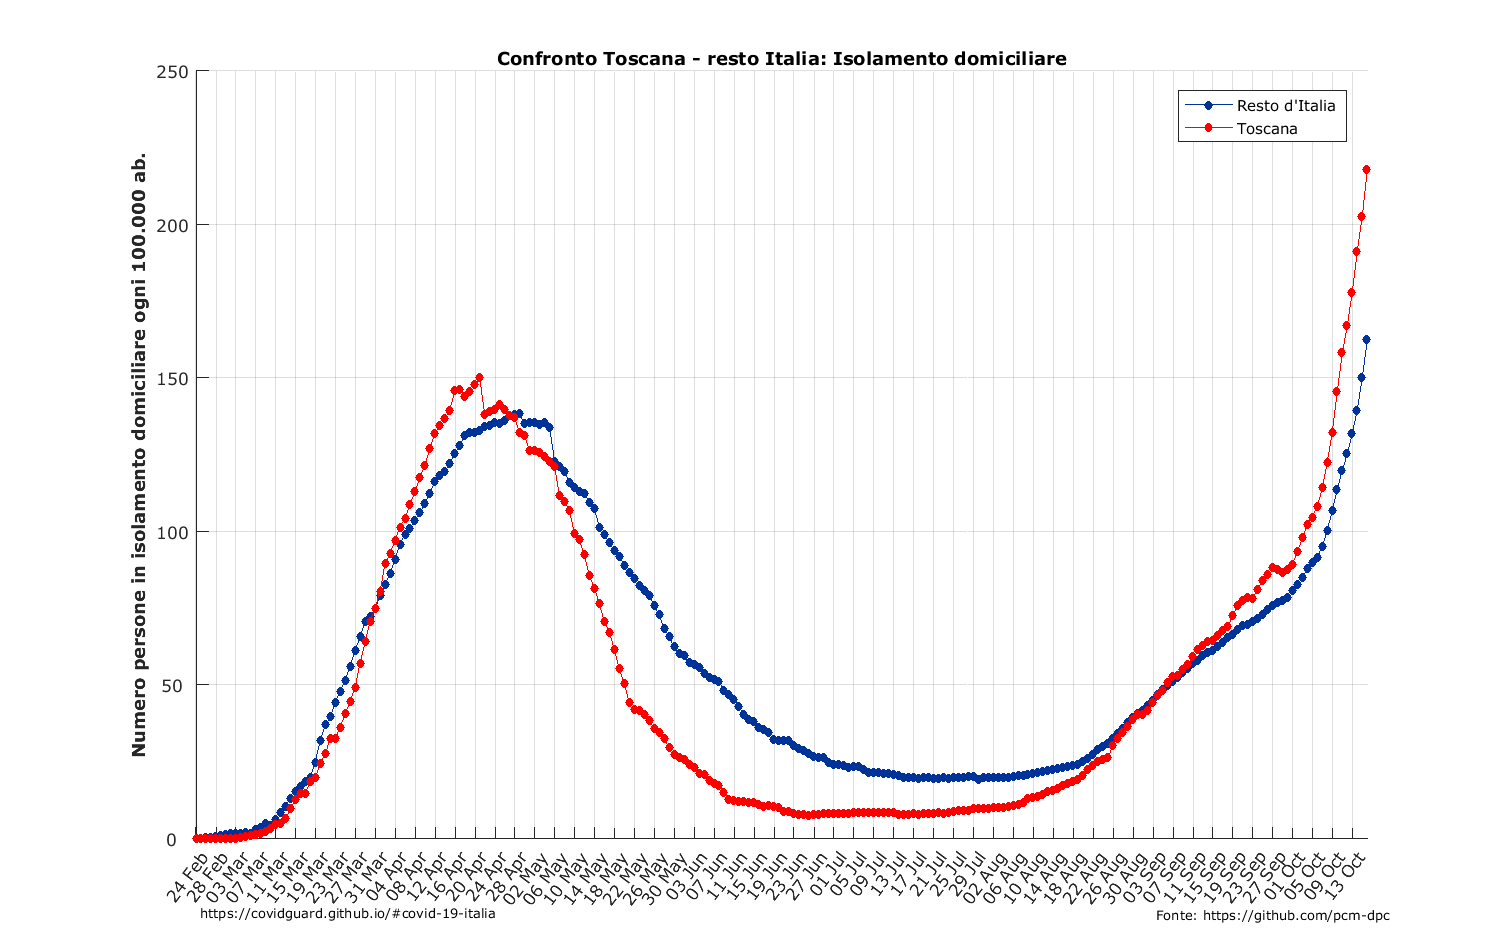 Confronto Toscana - resto Italia: Isolamento domiciliare
Numero persone in isolamento domiciliare ogni 100.000 ab.
250
200
150
100
50
0
Resto d'Italia
Toscana
24 Feb
28 Feb
03 Mar
07 Mar
11 Mar
15 Mar
19 Mar
23 Mar
27 Mar
31 Mar
04 Apr
08 Apr
12 Apr
16 Apr
20 Apr
24 Apr
28 Apr
02 May
06 May
10 May
14 May
18 May
22 May
26 May
30 May
03 Jun
07 Jun
11 Jun
15 Jun
19 Jun
23 Jun
27 Jun
01 Jul
05 Jul
09 Jul
13 Jul
17 Jul
21 Jul
25 Jul
29 Jul
02 Aug
06 Aug
10 Aug
14 Aug
18 Aug
22 Aug
26 Aug
30 Aug
03 Sep
07 Sep
11 Sep
15 Sep
19 Sep
23 Sep
27 Sep
01 Oct
05 Oct
09 Oct
13 Oct
https://covidguard.github.io/#covid-19-italia
Fonte: https://github.com/pcm-dpc